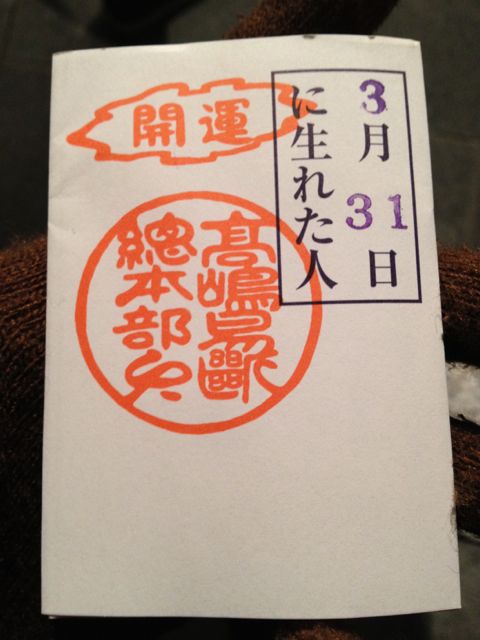 3月31日
に生れた人
開運
高嶋易斷
總本部